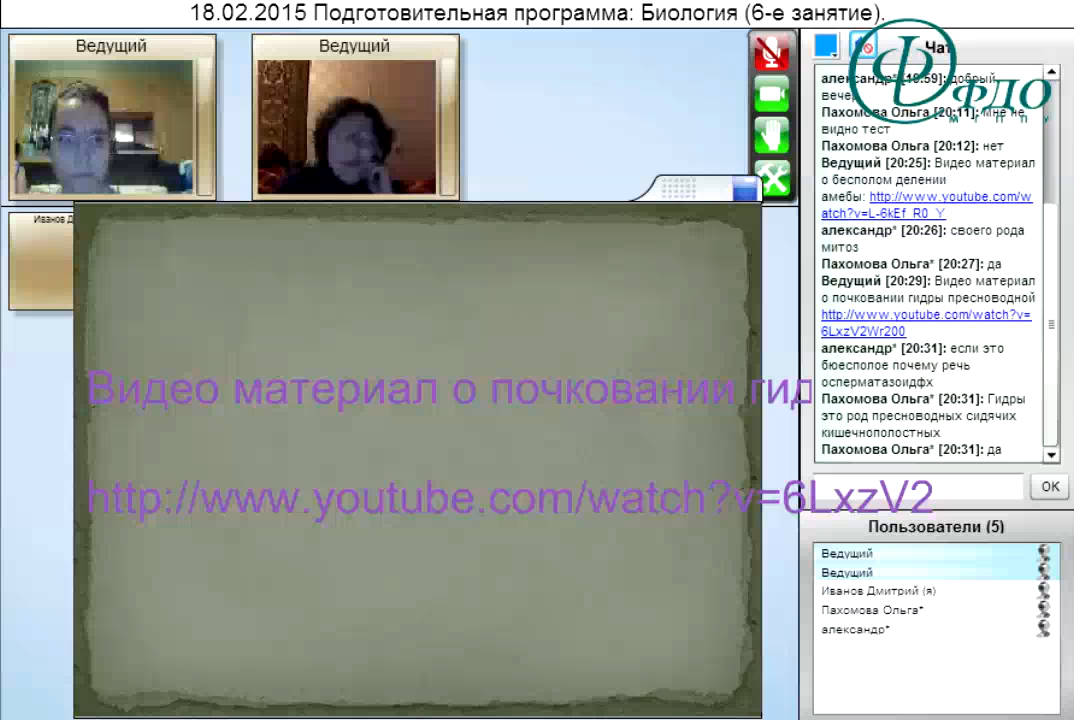 18.02.2015 Подготовительная программа: Биология (6-е занятие).
Ведущий
Ведущий
Иванов Д
Видео материал о почковании гид
http://www.youtube.com/watch?v=6LxzV2
Чат
ФДО
МГППУ
александр* [19:59]: добрый
вечер
Пахомова Ольга [20:11]: мне не
видно тест
Пахомова Ольга [20:12]: нет
Ведущий [20:25]: Видео материал
о бесполом делении
амебы: http://www.youtube.com/w
atch?v=L-6kEf_R0_Y
александр* [20:26]: своего рода
митоз
Пахомова Ольга* [20:27]: да
Ведущий [20:29]: Видео материал
о почковании гидры пресноводной
http://www.youtube.com/watch?v=
6LxzV2Wr200
александр* [20:31]: если это
бюесполое почему речь
осперматазоидфх
Пахомова Ольга* [20:31]: Гидры
это род пресноводных сидячих
кишечнополостных
Пахомова Ольга* [20:31]: да
OK
Пользователи (5)
Ведущий
Ведущий
Иванов Дмитрий (я)
Пахомова Ольга*
александр*